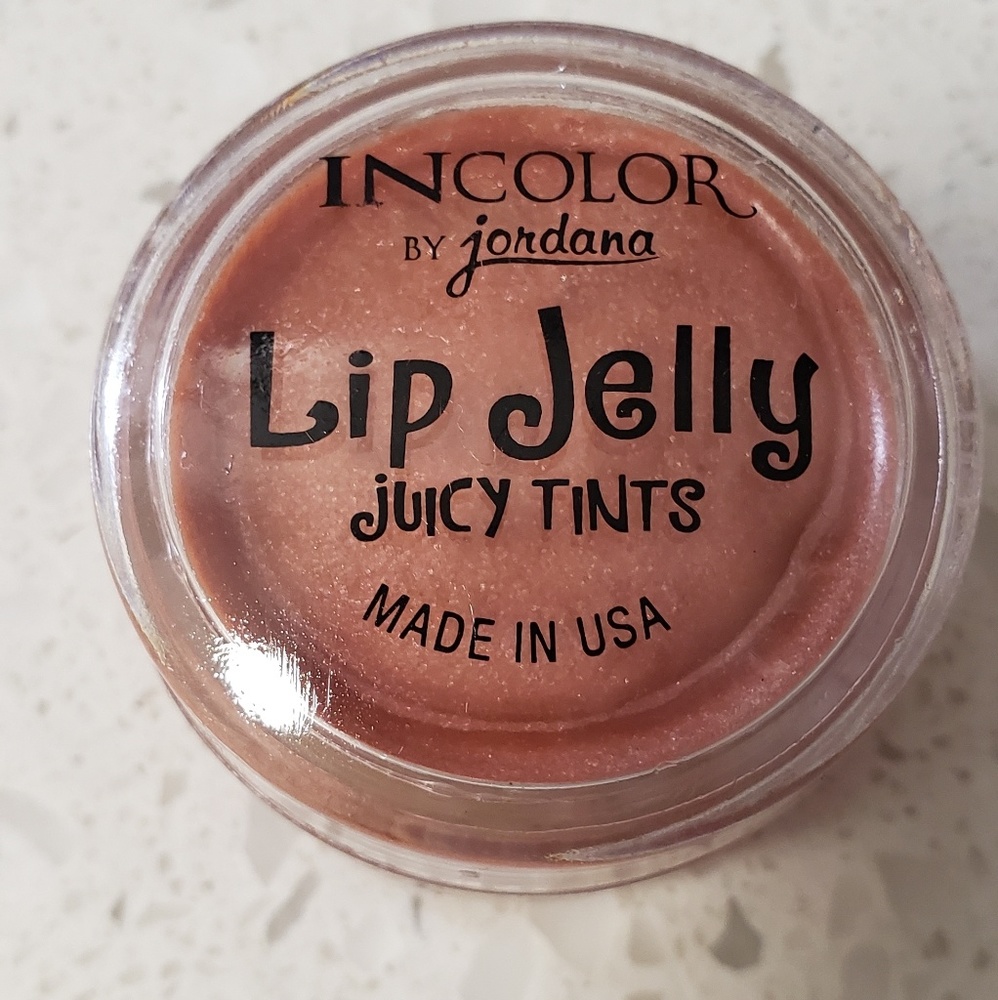 INCOLOR
BY jordana
Lip Jelly
JUICY TINTS
MADE IN USA